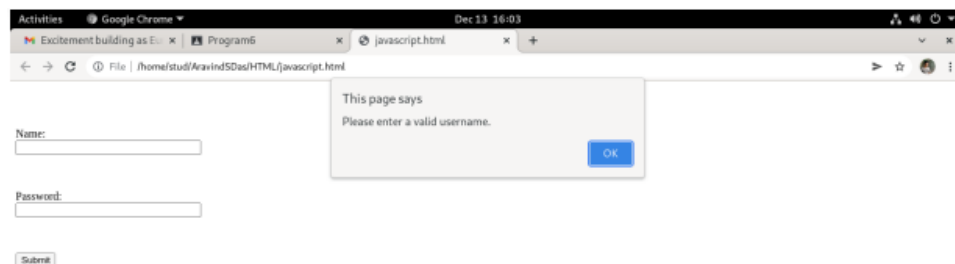 Activities Google Chrome Dec 13 16:03
Excitement building as Eu Program6 javascript.html
File /home/stud/AravindSDas/HTML/javascript.html
This page says
Please enter a valid username.
OK
Name:
Password:
Submit